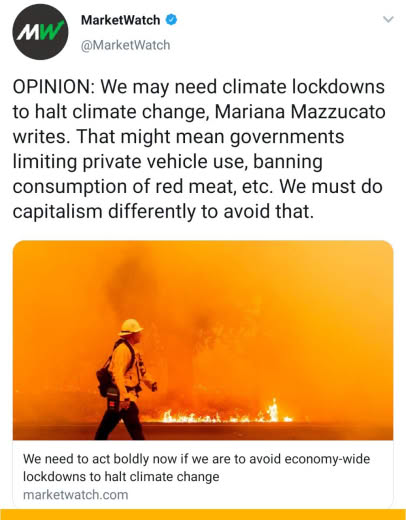 MW
MarketWatch
@MarketWatch
OPINION: We may need climate lockdowns
to halt climate change, Mariana Mazzucato
writes. That might mean governments
limiting private vehicle use, banning
consumption of red meat, etc. We must do
capitalism differently to avoid that.
We need to act boldly now if we are to avoid economy-wide
lockdowns to halt climate change
marketwatch.com